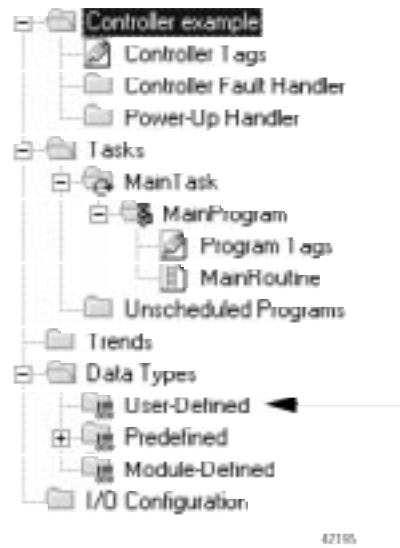 Controller example
Controller Tags
Controller Fault Handler
Power-Up Handler
Tasks
MainTask
MainProgram
Program Tags
MainRoutine
Unscheduled Programs
Trends
Data Types
User-Defined
Predefined
Module-Defined
I/O Configuration
42195